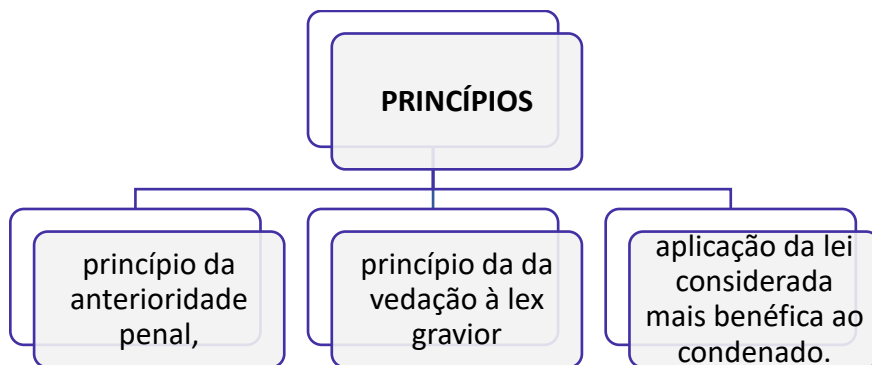 PRINCÍPIOS
princípio da
anterioridade
penal,
princípio da da
vedação à lex
gravior
aplicação da lei
considerada
mais benéfica ao
condenado.